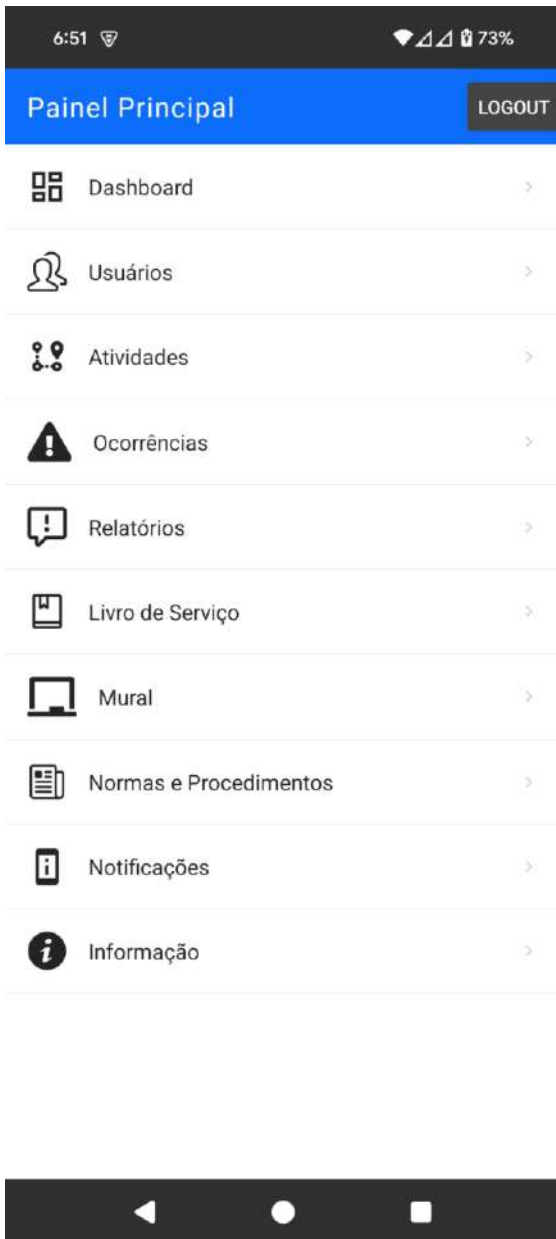 6:51 73%
Painel Principal LOGOUT
Dashboard
Usuários
Atividades
Ocorrências
Relatórios
Livro de Serviço
Mural
Normas e Procedimentos
Notificações
Informação